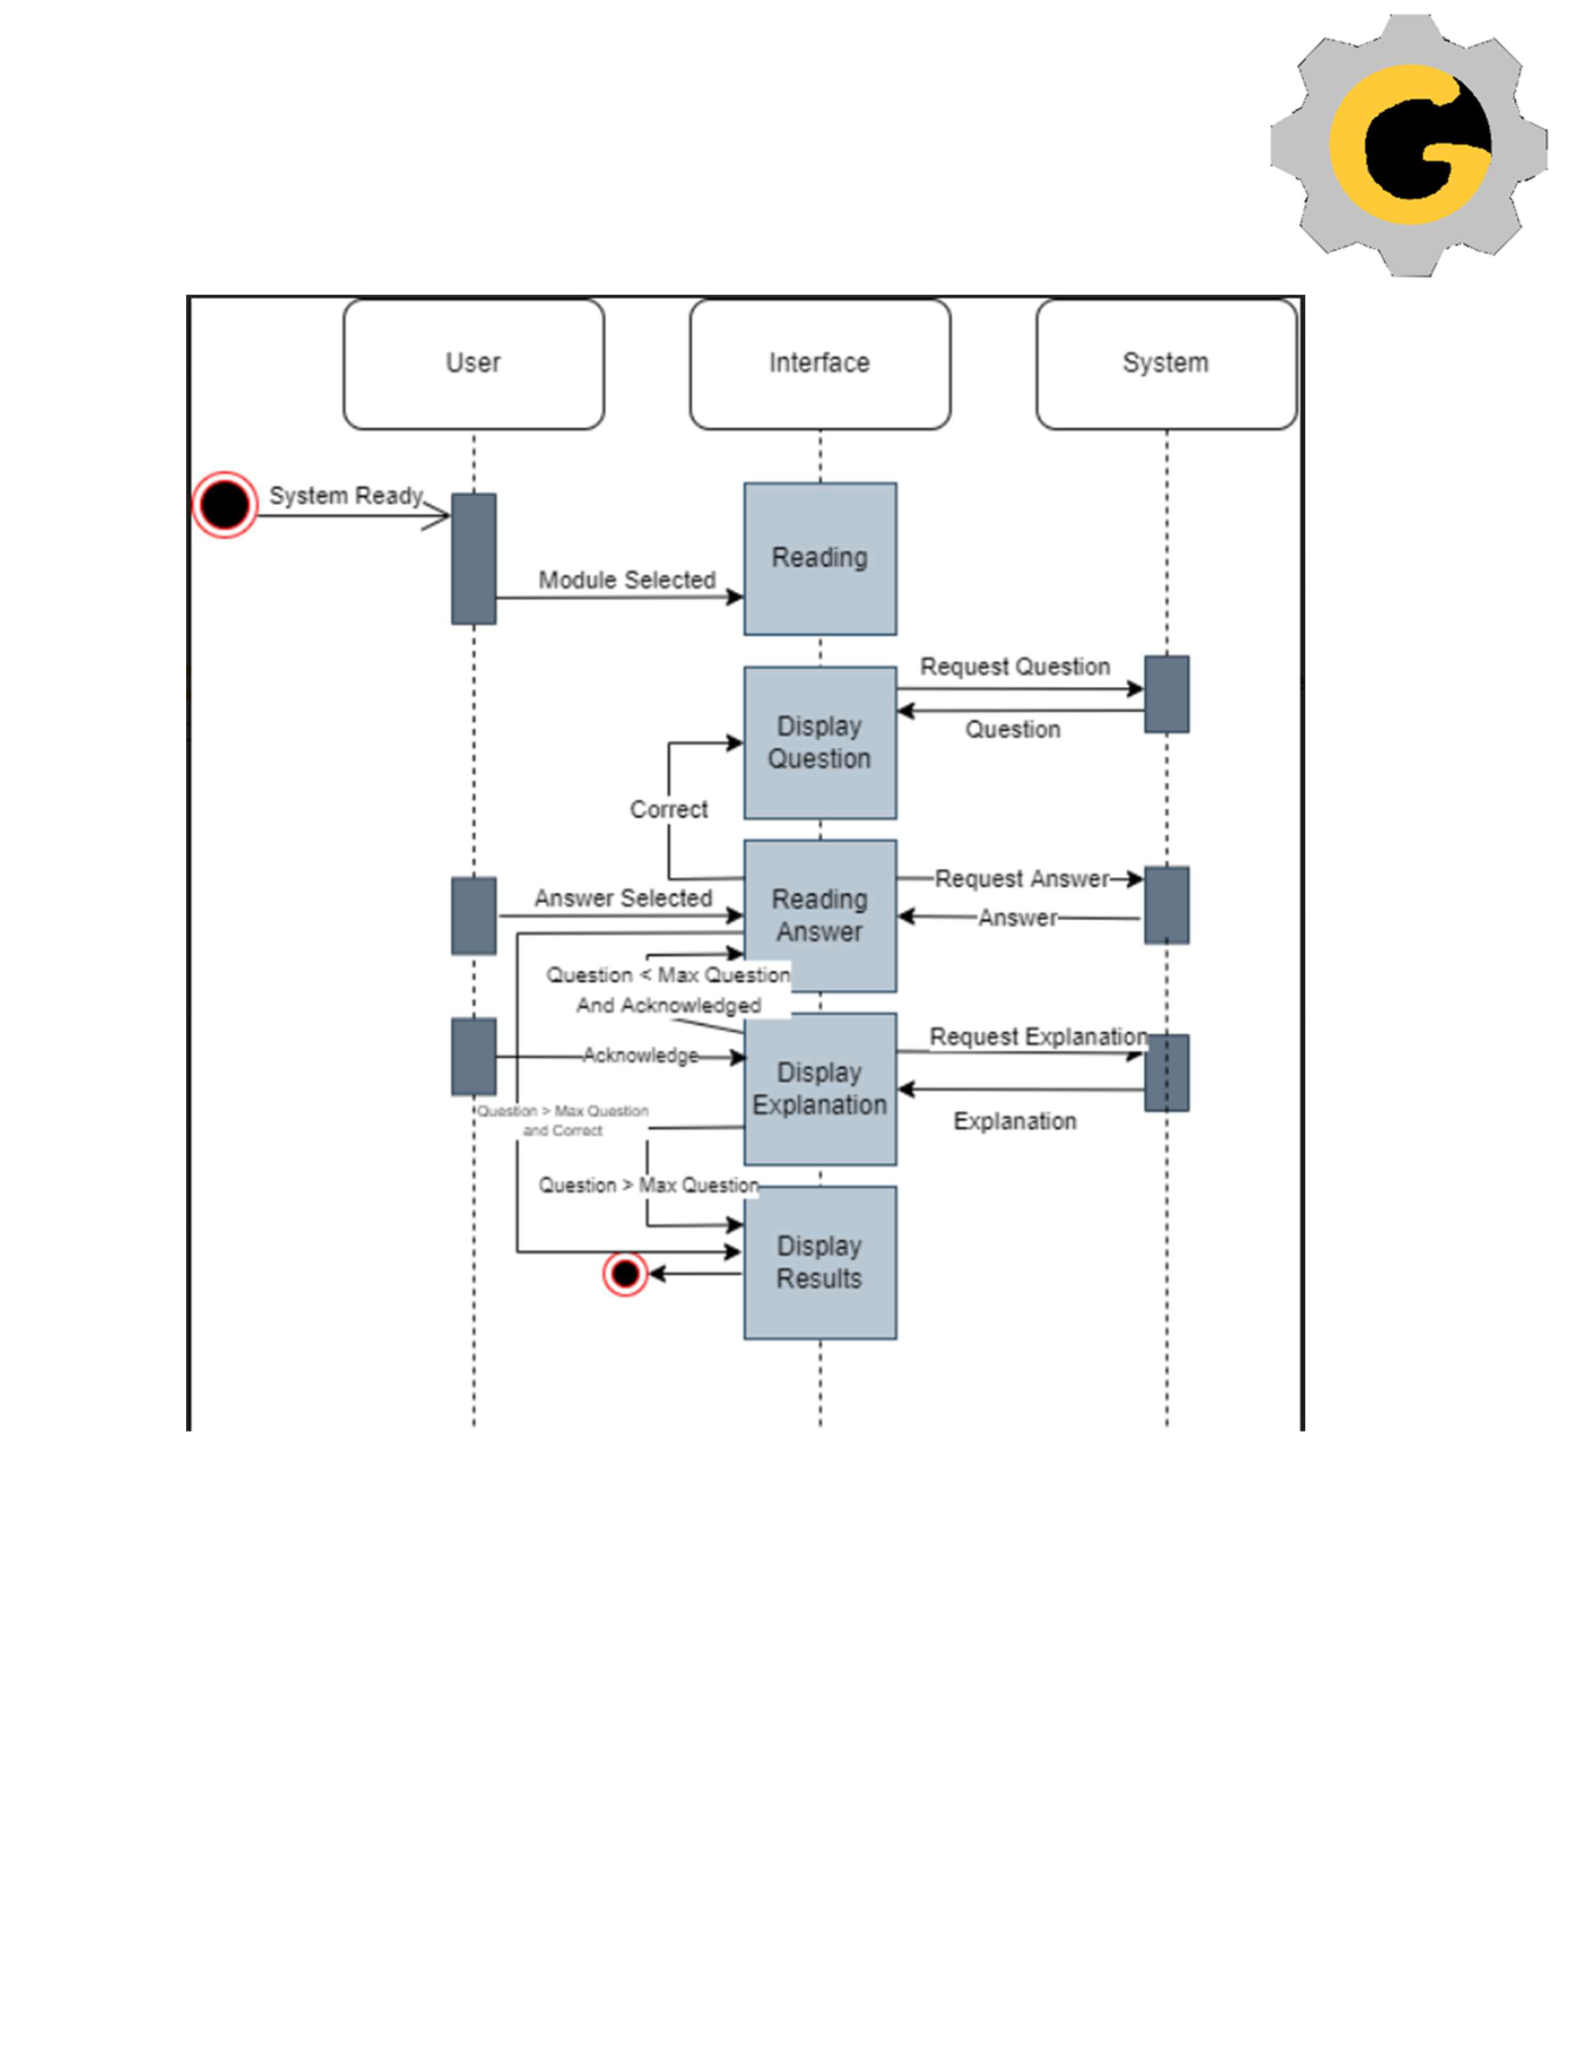 G
User
Interface
System
System Ready
Reading
Module Selected
Request Question
Display
Question
Question
Correct
Request Answer
Reading
Answer
Answer Selected
Answer
Question < Max Question
And Acknowledged
Request Explanation
Acknowledge
Display
Explanation
Question > Max Question
and Correct
Explanation
Question > Max Question
Display
Results